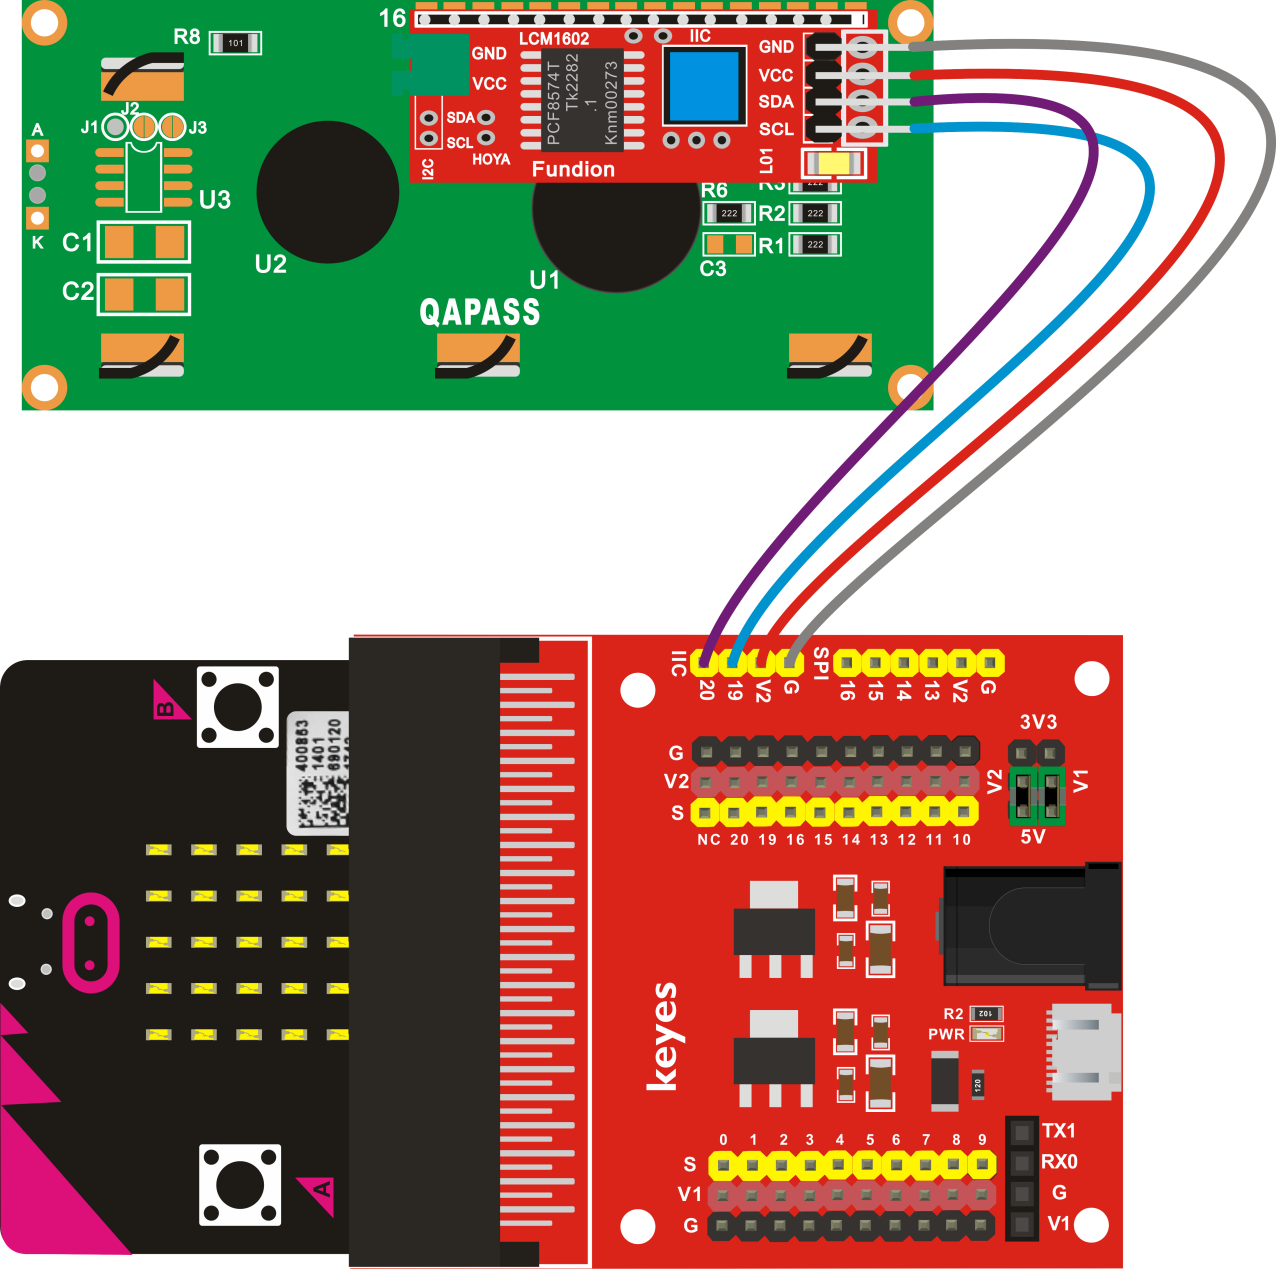 16
LCM1602
IIC
R8
101
GND
VCC
GND
VCC
SDA
SCL
PCF8574T
Tk2282
.1
Knm00273
SDA
SCL
HOYA
I2C
Fundion
L01
J2
J1
J3
A
K
U3
C1
C2
U2
U1
R6
R3
222
222
R2
222
C3
R1
222
QAPASS
B
400863
1401
690120
A
IIC
20
19
V2
G
SPI
16
15
14
13
V2
G
3V3
G
V2
S
V2
V1
5V
NC 20 19 16 15 14 13 12 11 10
keyes
R2
102
PWR
120
0 1 2 3 4 5 6 7 8 9
S
V1
G
TX1
RX0
G
V1